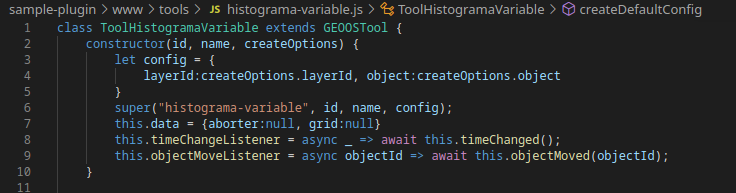 sample-plugin > www > tools > JS histograma-variable.js > ToolHistogramaVariable > createDefaultConfig
1 class ToolHistogramaVariable extends GEOOSTool {
2     constructor(id, name, createOptions) {
3         let config = {
4             layerId:createOptions.layerId, object:createOptions.object
5         }
6         super("histograma-variable", id, name, config);
7         this.data = {aborter:null, grid:null}
8         this.timeChangeListener = async _ => await this.timeChanged();
9         this.objectMoveListener = async objectId => await this.objectMoved(objectId);
10     }
11